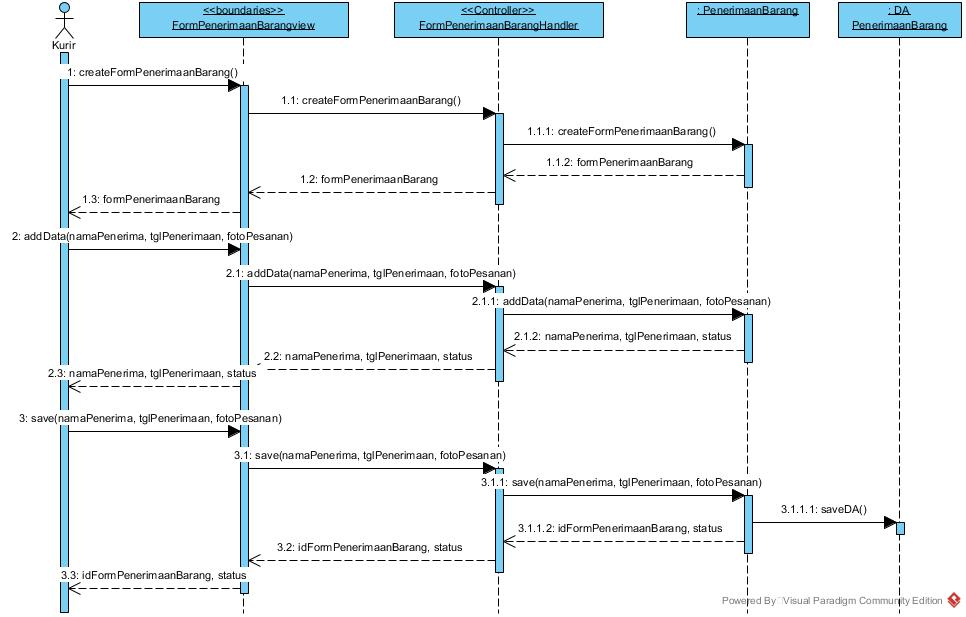 <<boundaries>>
FormPenerimaanBarangview
<<Controller>>
FormPenerimaanBarangHandler
: PenerimaanBarang
: DA
PenerimaanBarang
Kurir
1: createFormPenerimaanBarang()
1.1: createFormPenerimaanBarang()
1.1.1: createFormPenerimaanBarang()
1.1.2: formPenerimaanBarang
1.2: formPenerimaanBarang
1.3: formPenerimaanBarang
2: addData(namaPenerima, tglPenerimaan, fotoPesanan)
2.1: addData(namaPenerima, tglPenerimaan, fotoPesanan)
2.1.1: addData(namaPenerima, tglPenerimaan, fotoPesanan)
2.1.2: namaPenerima, tglPenerimaan, status
2.2: namaPenerima, tglPenerimaan, status
2.3: namaPenerima, tglPenerimaan, status
3: save(namaPenerima, tglPenerimaan, fotoPesanan)
3.1: save(namaPenerima, tglPenerimaan, fotoPesanan)
3.1.1: save(namaPenerima, tglPenerimaan, fotoPesanan)
3.1.1.1: saveDA()
3.1.1.2: idFormPenerimaanBarang, status
3.2: idFormPenerimaanBarang, status
3.3: idFormPenerimaanBarang, status
Powered By Visual Paradigm Community Edition